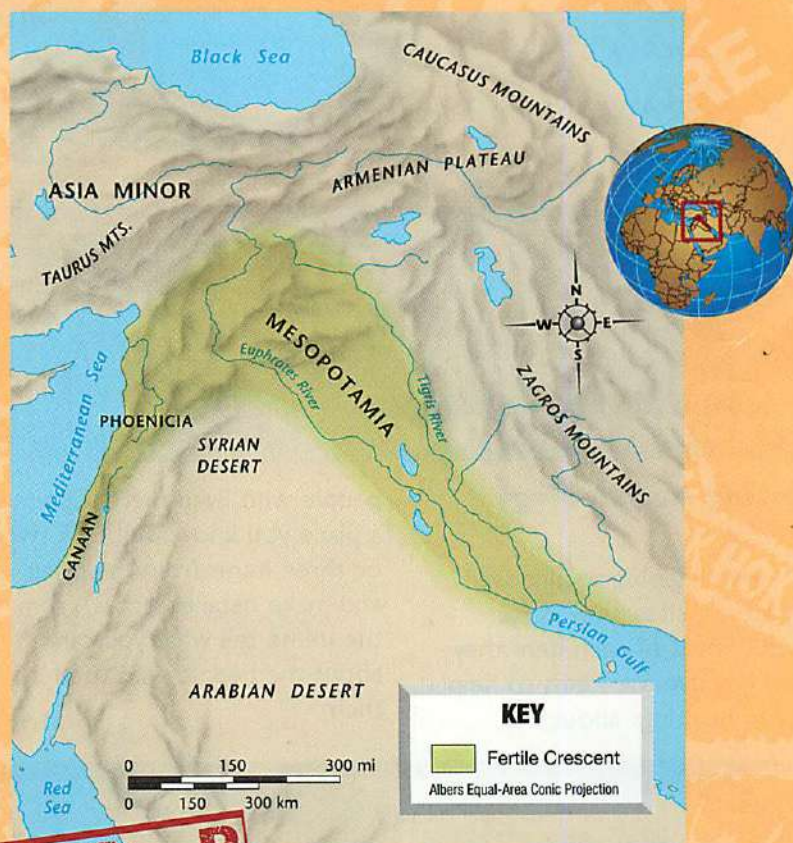 Black Sea
CAUCASUS MOUNTAINS
ARMENIAN PLATEAU
ASIA MINOR
TAURUS MTS.
N
W
E
S
MESOPOTAMIA
Euphrates River
Tigris River
ZAGROS MOUNTAINS
Mediterranean Sea
PHOENICIA
SYRIAN
DESERT
CANAAN
Persian Gulf
ARABIAN DESERT
KEY
Fertile Crescent
Albers Equal-Area Conic Projection
0 150 300 mi
0 150 300 km
Red
Sea